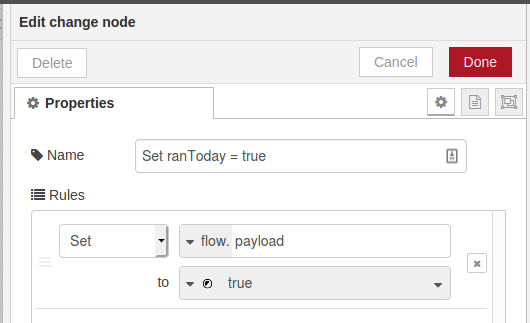 Edit change node
Delete
Cancel
Done
Properties
Name
Set ranToday = true
Rules
Set
flow. payload
to
true